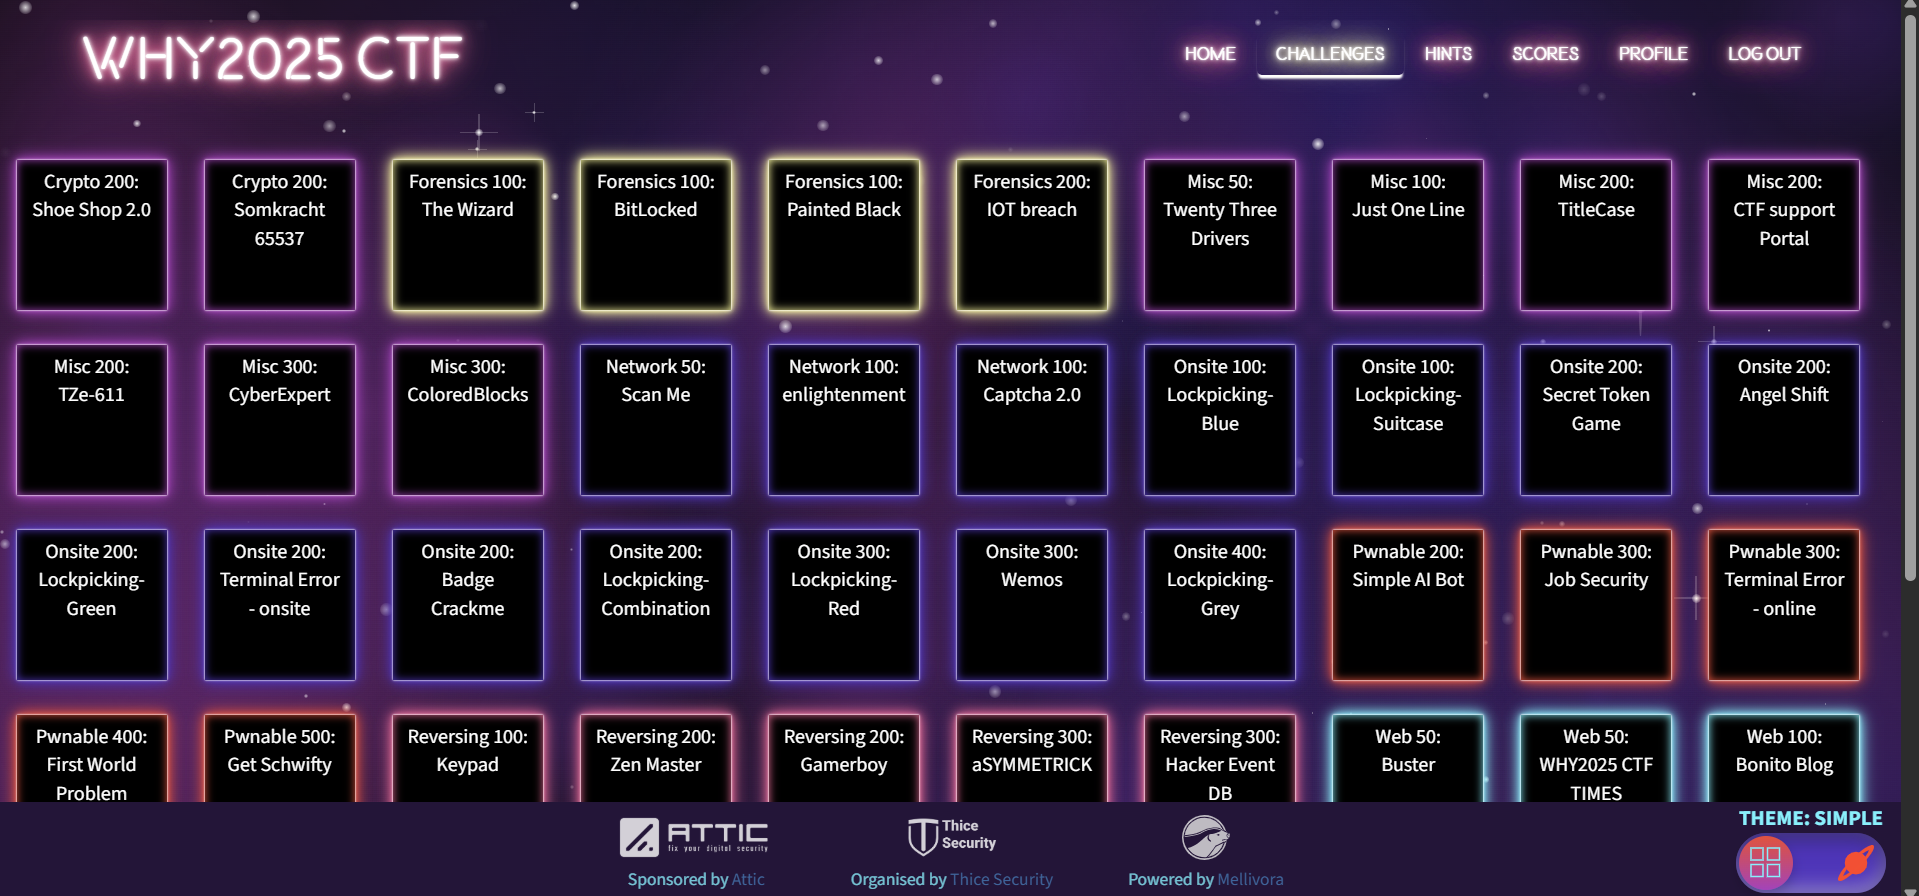 WHY2025 CTF
HOME CHALLENGES HINTS SCORES PROFILE LOG OUT
Crypto 200:
Shoe Shop 2.0
Crypto 200:
Somkracht
65537
Forensics 100:
The Wizard
Forensics 100:
BitLocked
Forensics 100:
Painted Black
Forensics 200:
IOT breach
Misc 50:
Twenty Three
Drivers
Misc 100:
Just One Line
Misc 200:
TitleCase
Misc 200:
CTF support
Portal
Misc 200:
TZe-611
Misc 300:
CyberExpert
Misc 300:
ColoredBlocks
Network 50:
Scan Me
Network 100:
enlightenment
Network 100:
Captcha 2.0
Onsite 100:
Lockpicking-
Blue
Onsite 100:
Lockpicking-
Suitcase
Onsite 200:
Secret Token
Game
Onsite 200:
Angel Shift
Onsite 200:
Lockpicking-
Green
Onsite 200:
Terminal Error
- onsite
Onsite 200:
Badge
Crackme
Onsite 200:
Lockpicking-
Combination
Onsite 300:
Lockpicking-
Red
Onsite 300:
Wemos
Onsite 400:
Lockpicking-
Grey
Pwnable 200:
Simple AI Bot
Pwnable 300:
Job Security
Pwnable 300:
Terminal Error
- online
Pwnable 400:
First World
Problem
Pwnable 500:
Get Schwifty
Reversing 100:
Keypad
Reversing 200:
Zen Master
Reversing 200:
Gamerboy
Reversing 300:
aSYMMETRICK
Reversing 300:
Hacker Event
DB
Web 50:
Buster
Web 50:
WHY2025 CTF
TIMES
Web 100:
Bonito Blog
ATTIC
fix your digital security
Sponsored by Attic
Thice
Security
Organised by Thice Security
Powered by Mellivora
THEME: SIMPLE